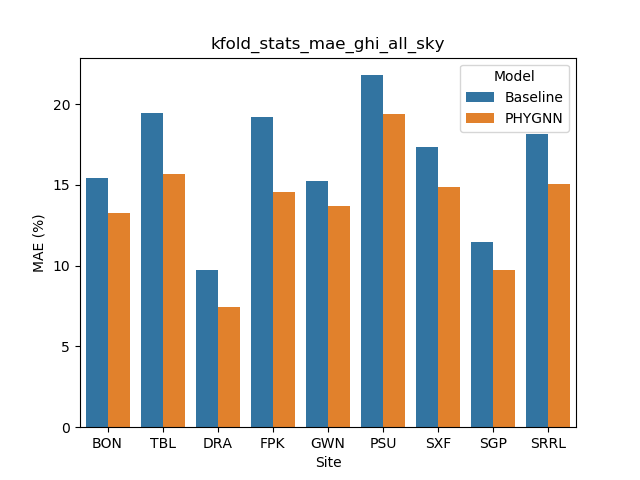 kfold_stats_mae_ghi_all_sky
Model
Baseline
PHYGNN
MAE (%)
20
15
10
5
0
BON TBL DRA FPK GWN PSU SXF SGP SRRL
Site